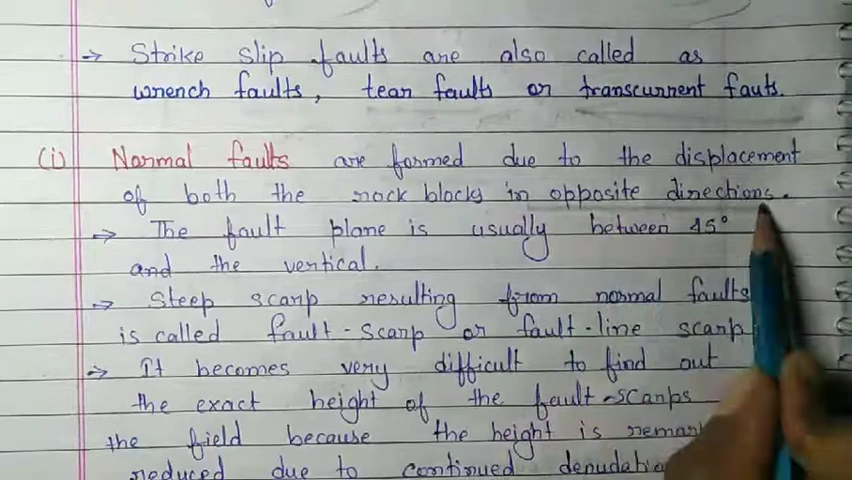 → Strike slip faults are also called as
wrench faults, tear faults or transcurrent fauts.
(i) Normal faults are formed due to the displacement
of both the rock blocks in opposite directions.
→ The fault plane is usually between 45°
and the vertical.
→ Steep scarp resulting from normal faults
is called fault-scarp or fault-line scarp
→ It becomes very difficult to find out
the exact height of the fault-scarps
the field because the height is remar
reduced due to continued denudation